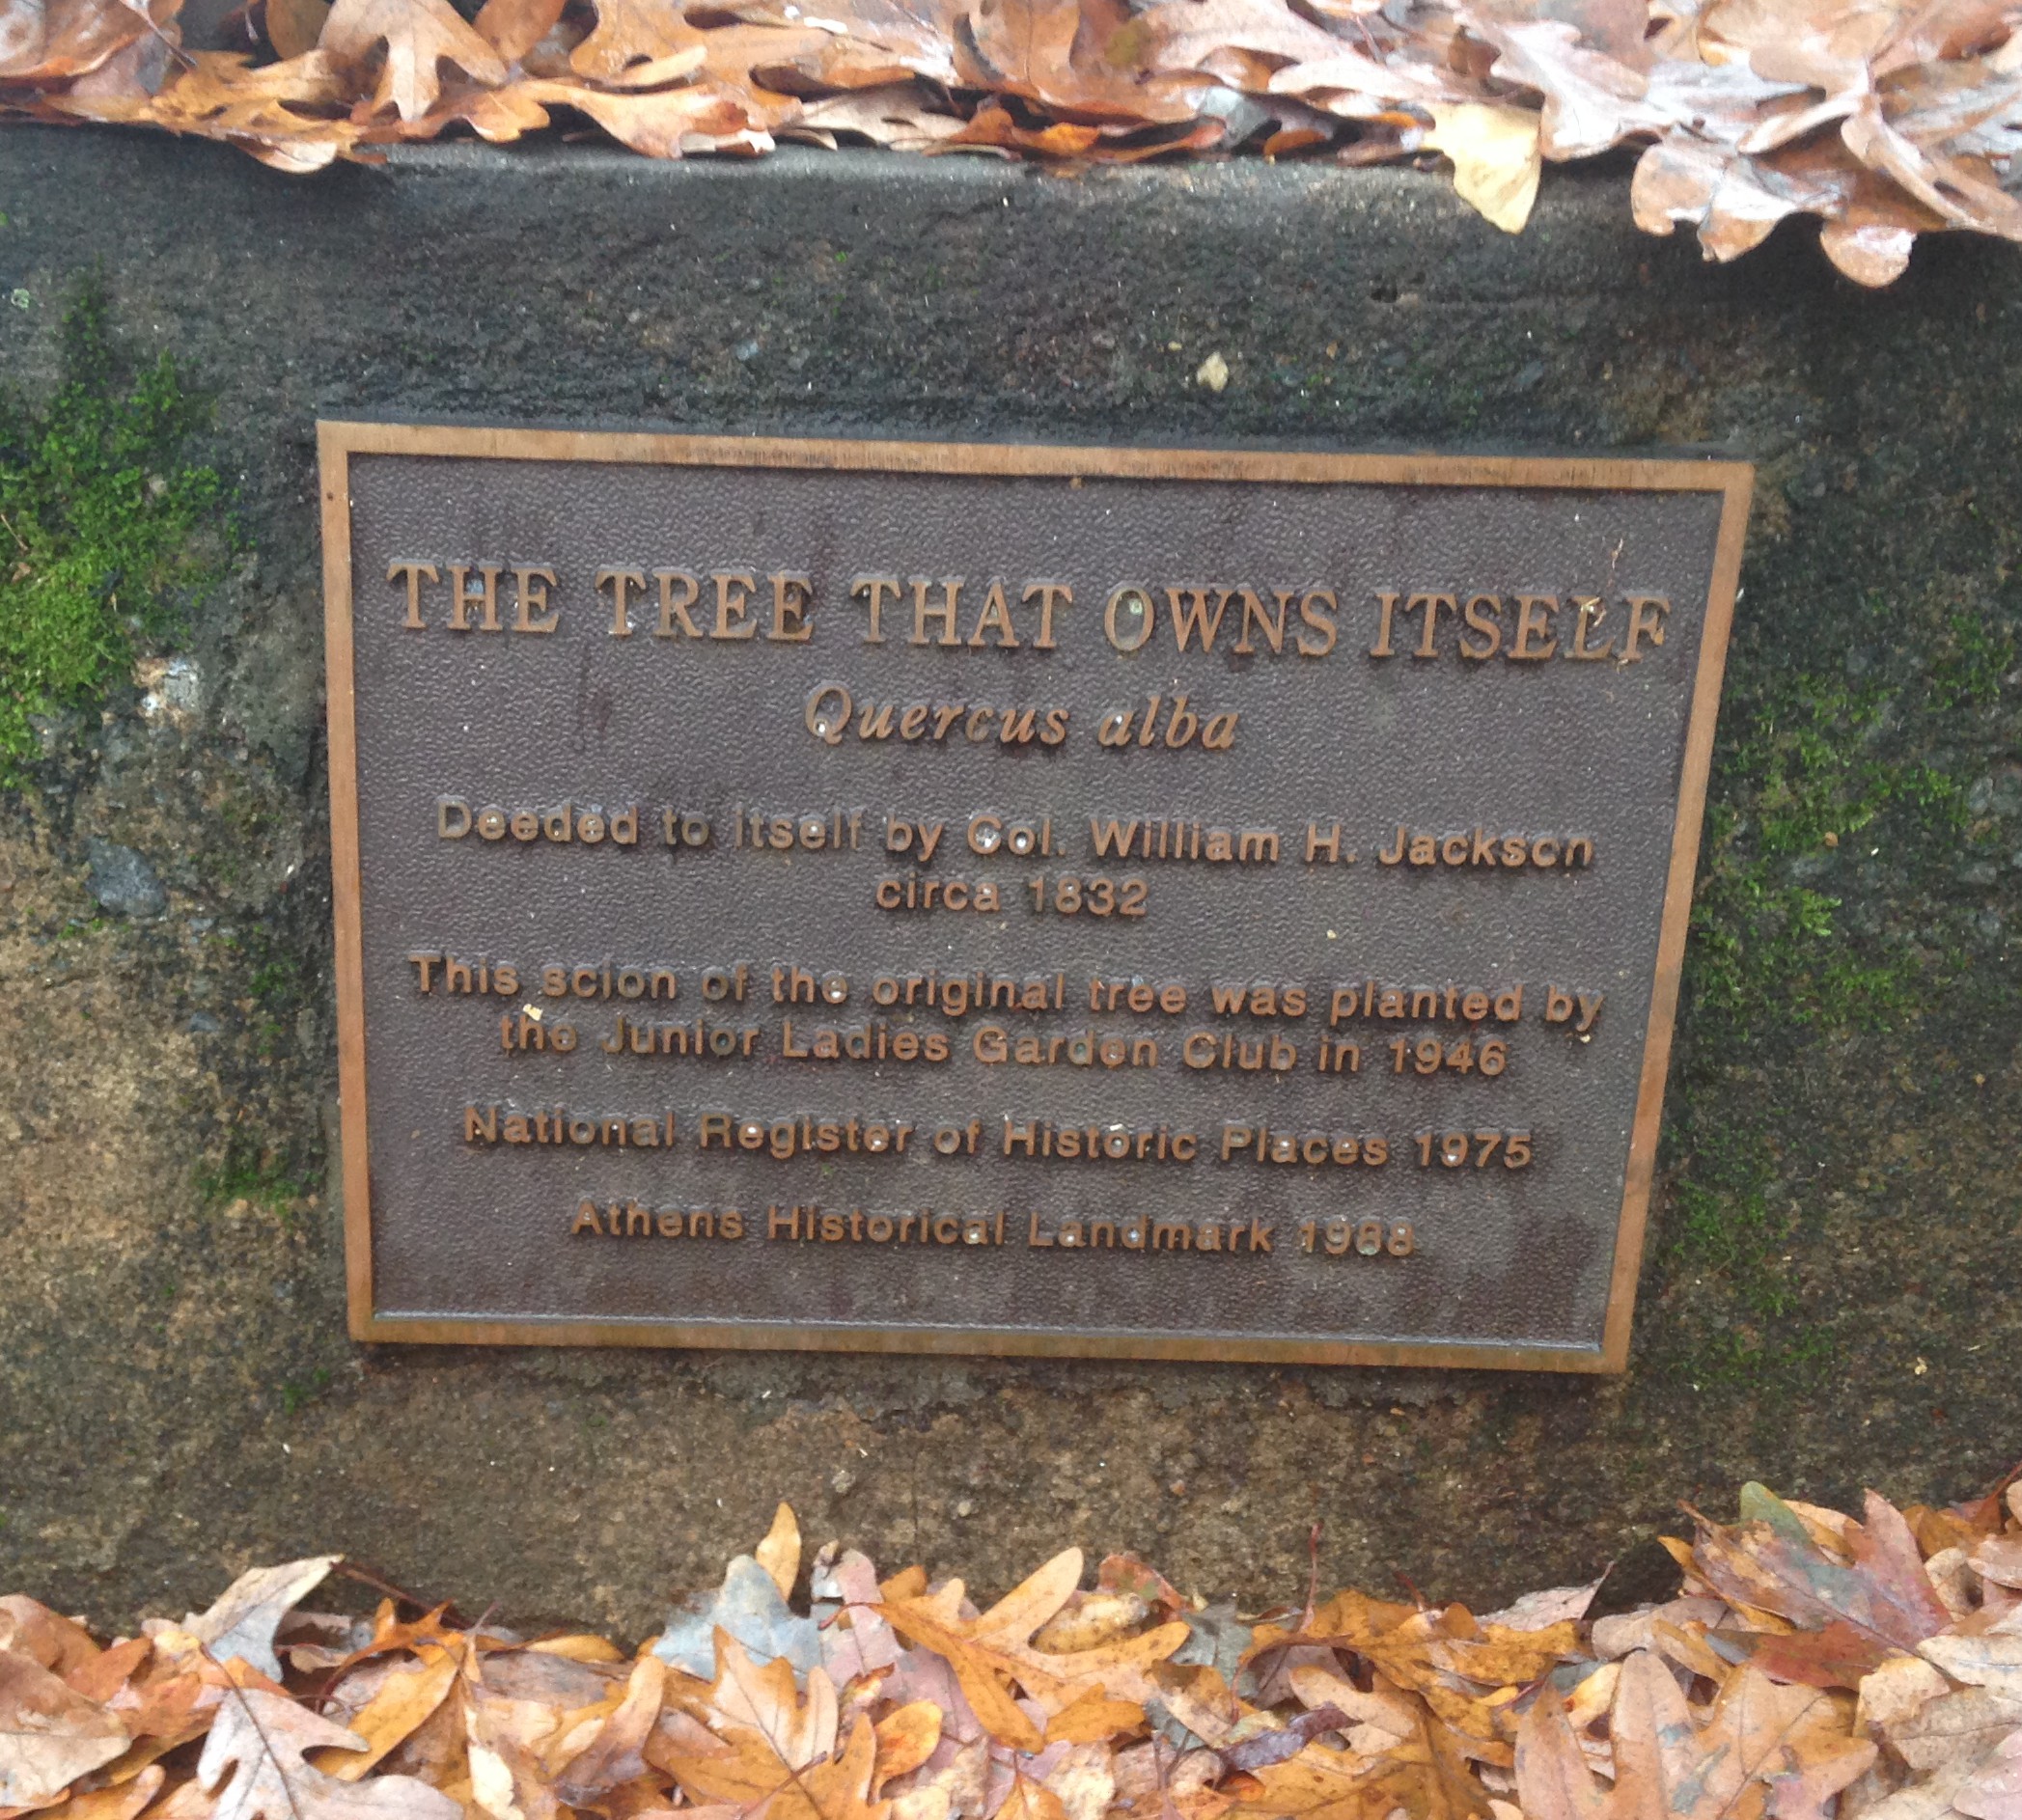 THE TREE THAT OWNS ITSELF
Quercus alba
Deeded to itself by Col. William H. Jackson
circa 1832
This scion of the original tree was planted by
the Junior Ladies Garden Club in 1946
National Register of Historic Places 1975
Athens Historical Landmark 1988